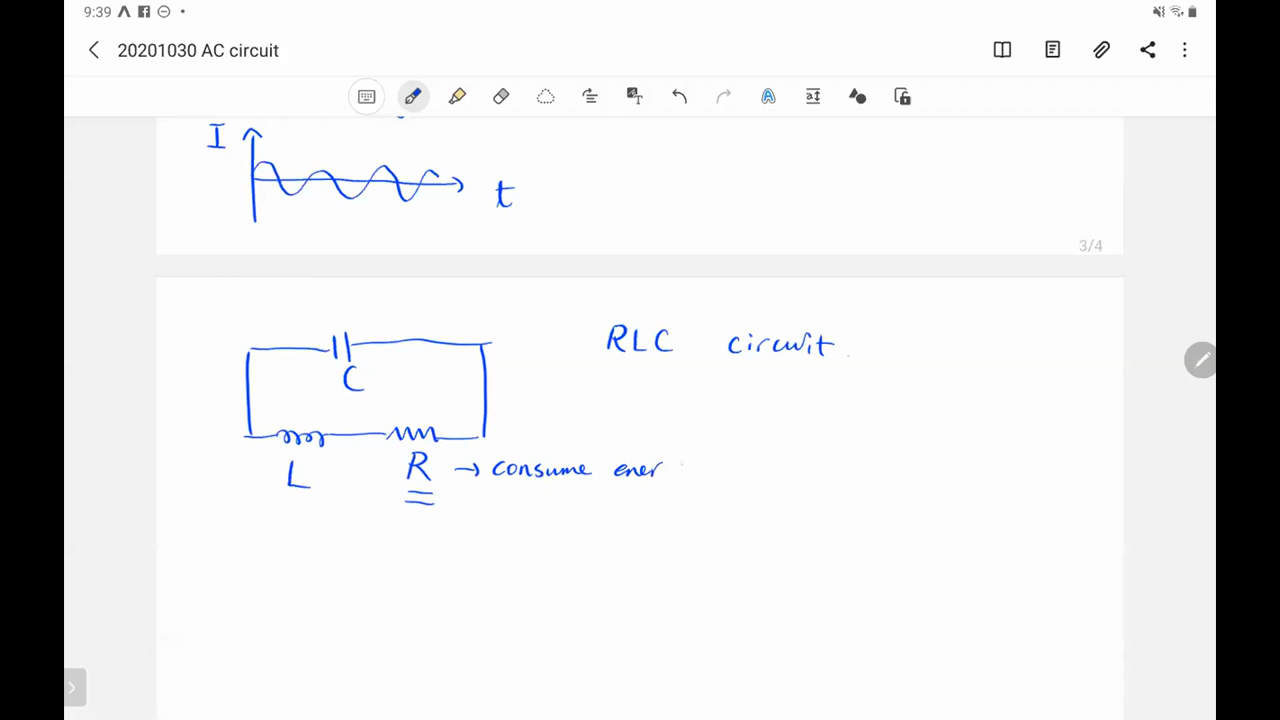 9:39
20201030 AC circuit
I
t
3/4
RLC circuit.
C
L
R → consume ener